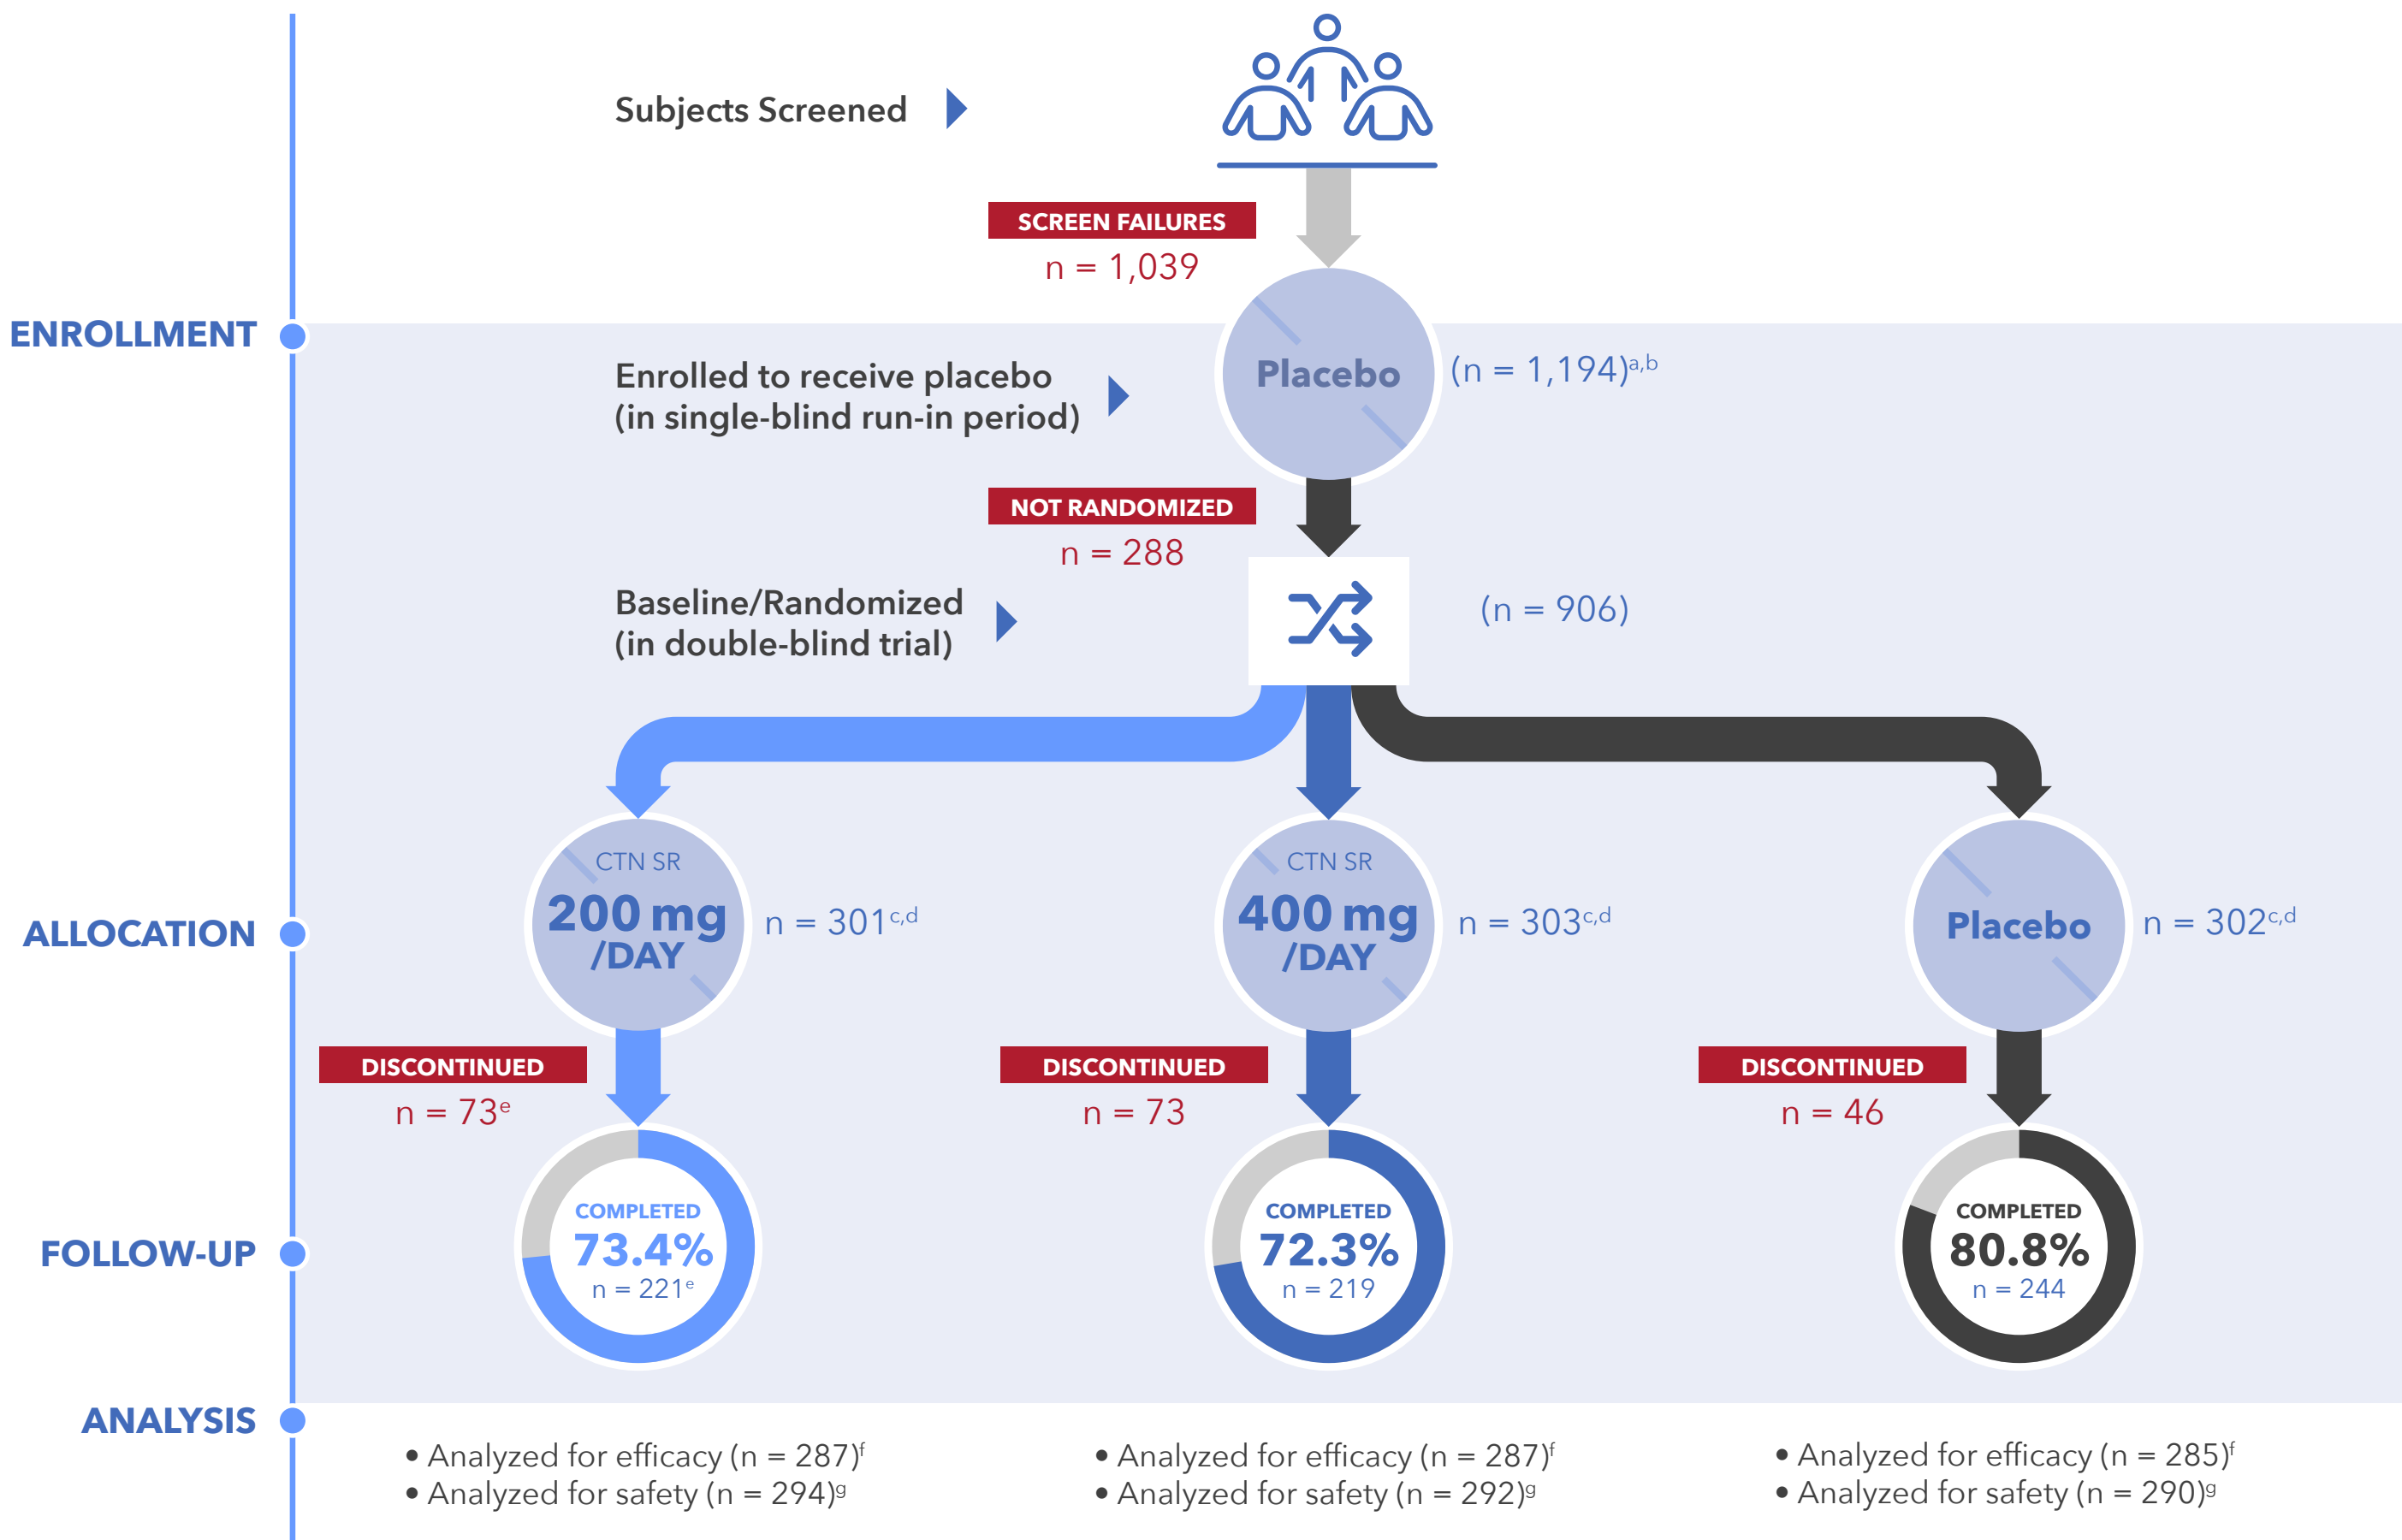 Subjects Screened
SCREEN FAILURES
n = 1,039
ENROLLMENT
Enrolled to receive placebo
(in single-blind run-in period)
Placebo
(n = 1,194)a,b
NOT RANDOMIZED
n = 288
Baseline/Randomized
(in double-blind trial)
(n = 906)
ALLOCATION
CTN SR
200 mg
/DAY
n = 301c,d
CTN SR
400 mg
/DAY
n = 303c,d
Placebo
n = 302c,d
DISCONTINUED
n = 73e
DISCONTINUED
n = 73
DISCONTINUED
n = 46
FOLLOW-UP
COMPLETED
73.4%
n = 221e
COMPLETED
72.3%
n = 219
COMPLETED
80.8%
n = 244
ANALYSIS
• Analyzed for efficacy (n = 287)f
• Analyzed for safety (n = 294)g
• Analyzed for efficacy (n = 287)f
• Analyzed for safety (n = 292)g
• Analyzed for efficacy (n = 285)f
• Analyzed for safety (n = 290)g